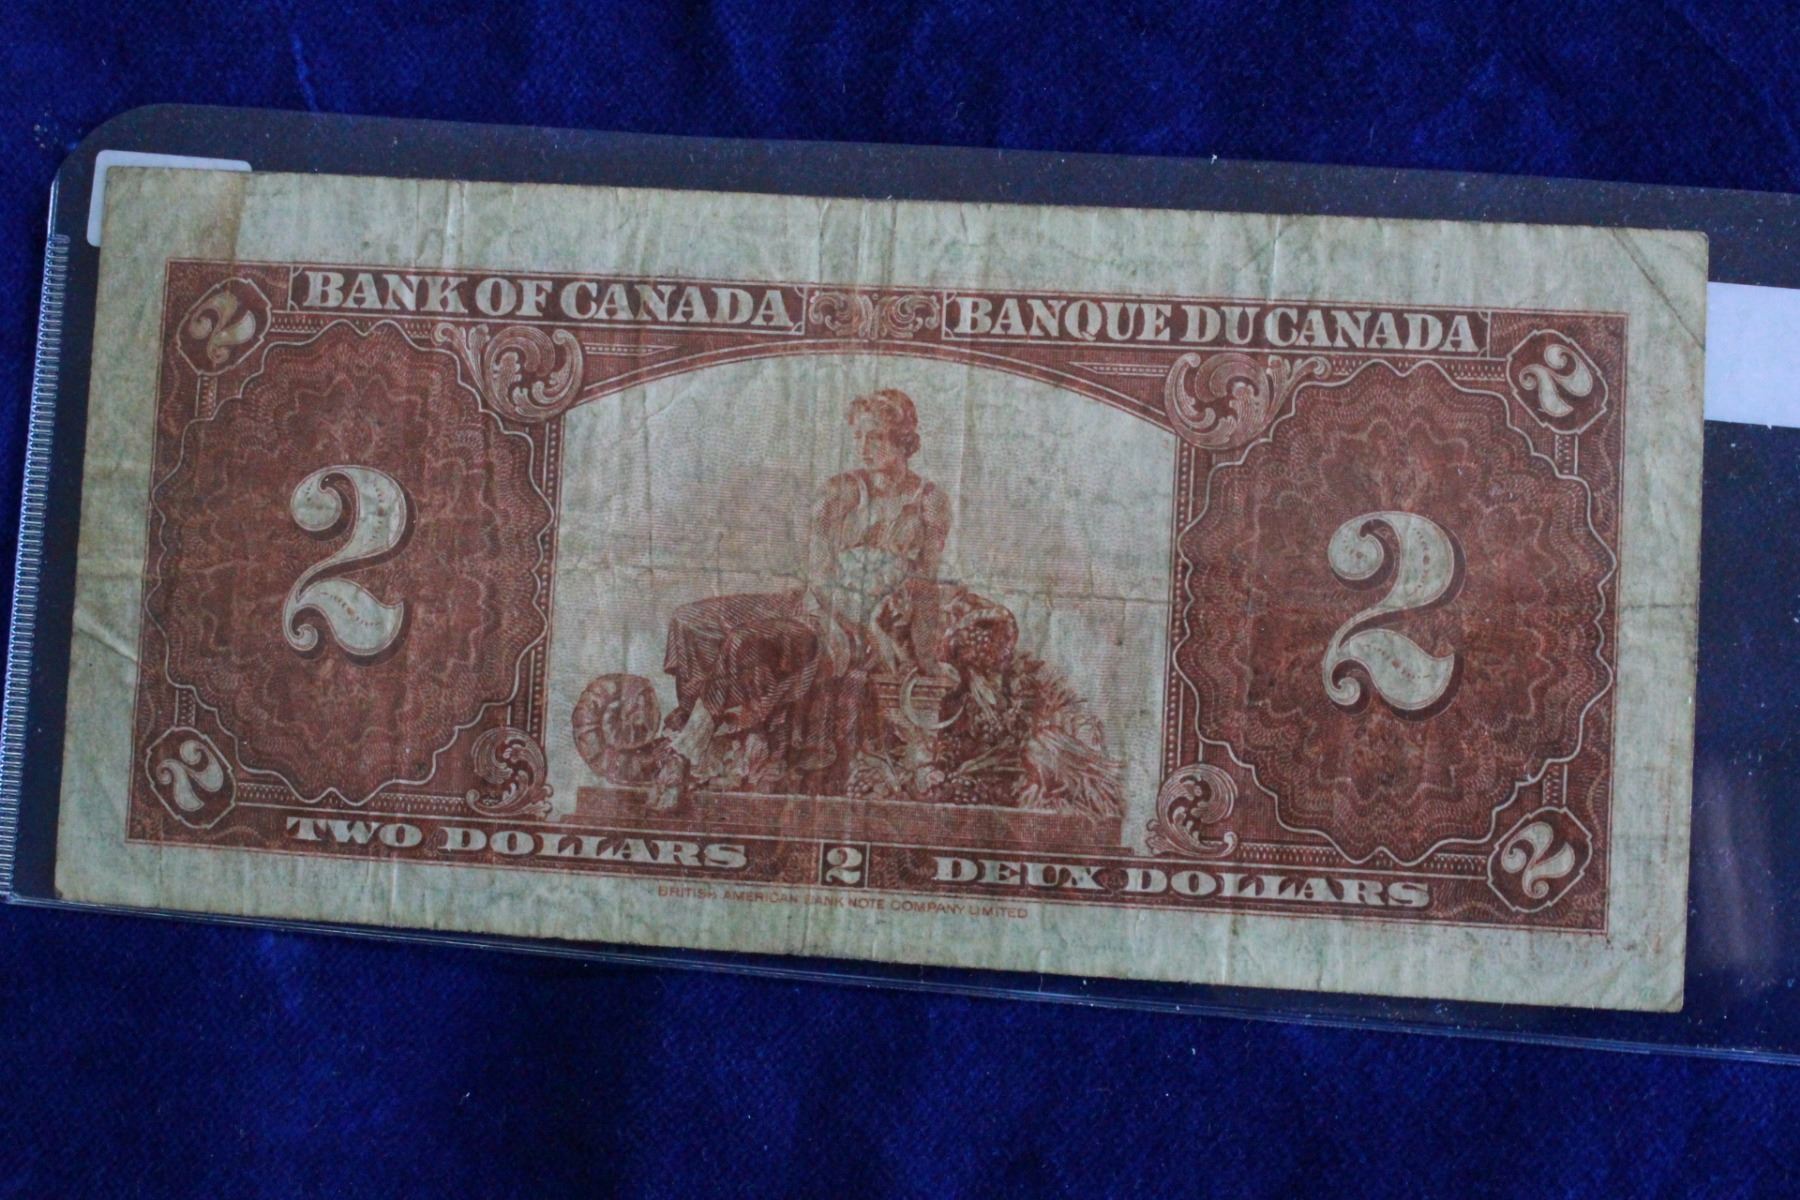 2 BANK OF CANADA BANQUE DU CANADA 2
2 2
2 TWO DOLLARS 2 DEUX DOLLARS 2
BRITISH AMERICAN BANK NOTE COMPANY LIMITED